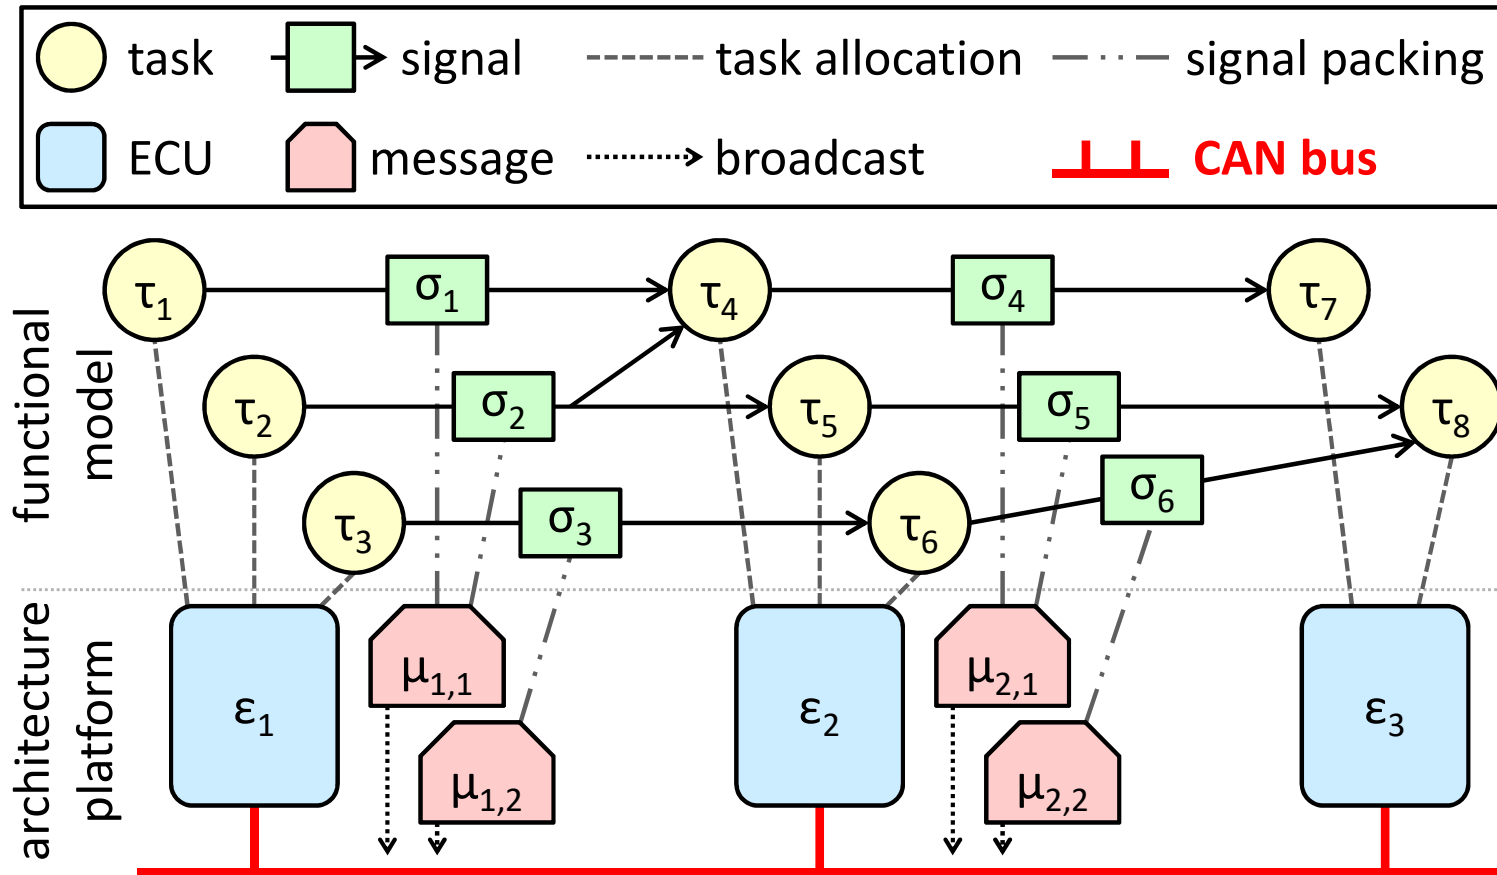 task signal task allocation signal packing
ECU message broadcast CAN bus
functional
model
τ1 σ1 τ4 σ4 τ7
τ2 σ2 τ5 σ5 τ8
τ3 σ3 τ6 σ6
architecture
platform
ε1 μ1,1 ε2 μ2,1 ε3
μ1,2 μ2,2